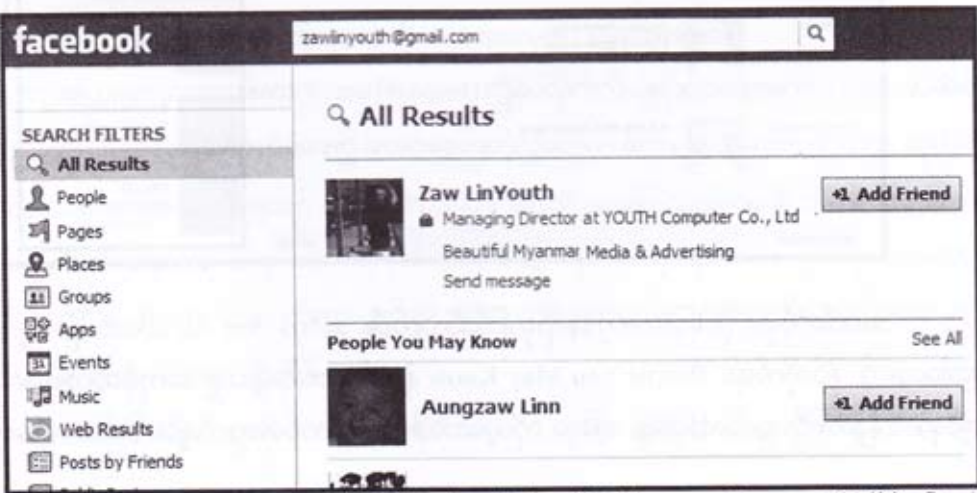 facebook
zawlinyouth@gmail.com
SEARCH FILTERS
All Results
People
Pages
Places
Groups
Apps
Events
Music
Web Results
Posts by Friends
All Results
Zaw LinYouth
+1 Add Friend
Managing Director at YOUTH Computer Co., Ltd
Beautiful Myanmar Media & Advertising
Send message
People You May Know
See All
Aungzaw Linn
+1 Add Friend